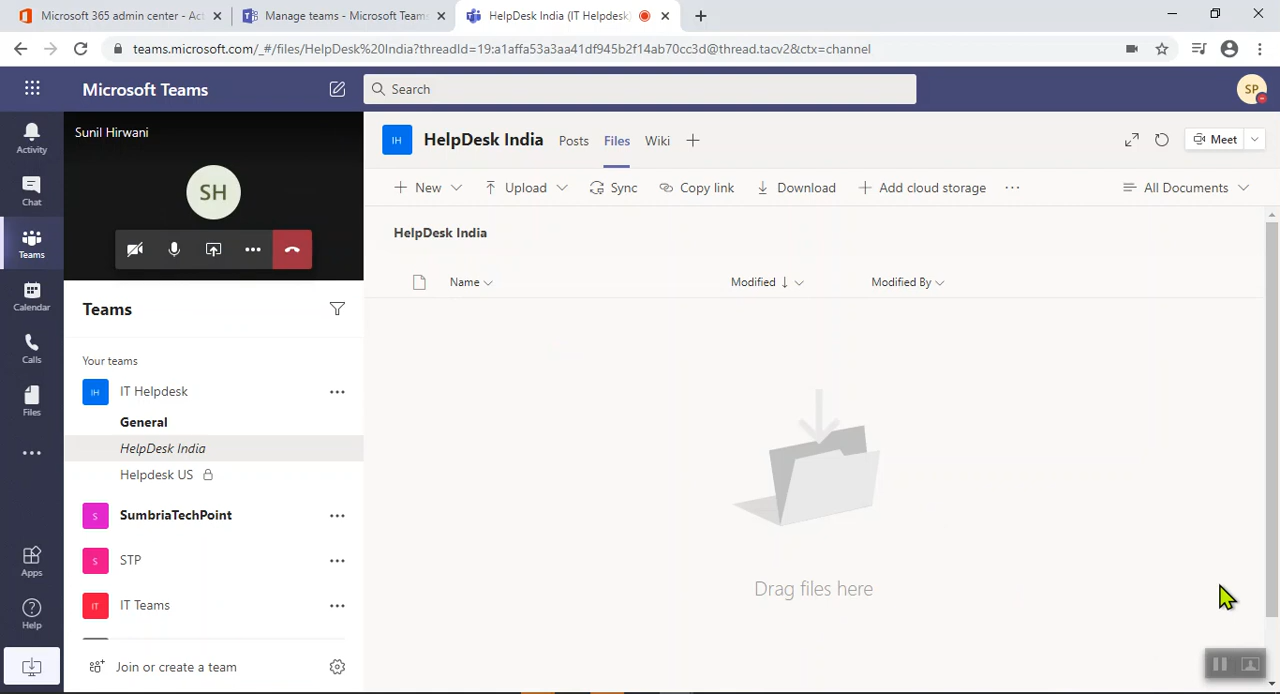 Microsoft 365 admin center - Act
Manage teams - Microsoft Teams
HelpDesk India (IT Helpdesk
teams.microsoft.com/_#/files/HelpDesk%20India?threadId=19:a1affa53a3aa41df945b2f14ab70cc3d@thread.tacv2&ctx=channel
Microsoft Teams
Search
SP
Activity
Chat
Teams
Calendar
Calls
Files
Apps
Help
Sunil Hirwani
SH
Teams
Your teams
IH IT Helpdesk
General
HelpDesk India
Helpdesk US
S SumbriaTechPoint
S STP
IT IT Teams
Join or create a team
IH HelpDesk India Posts Files Wiki
Meet
New Upload Sync Copy link Download Add cloud storage All Documents
HelpDesk India
Name Modified Modified By
Drag files here